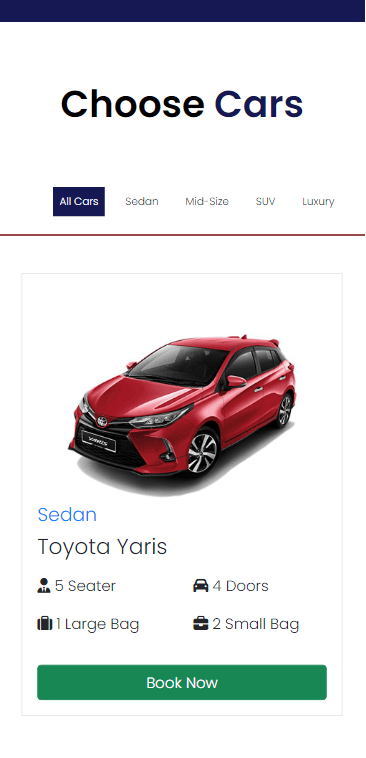 Choose Cars
All Cars Sedan Mid-Size SUV Luxury
YARIS
Sedan
Toyota Yaris
5 Seater 4 Doors
1 Large Bag 2 Small Bag
Book Now